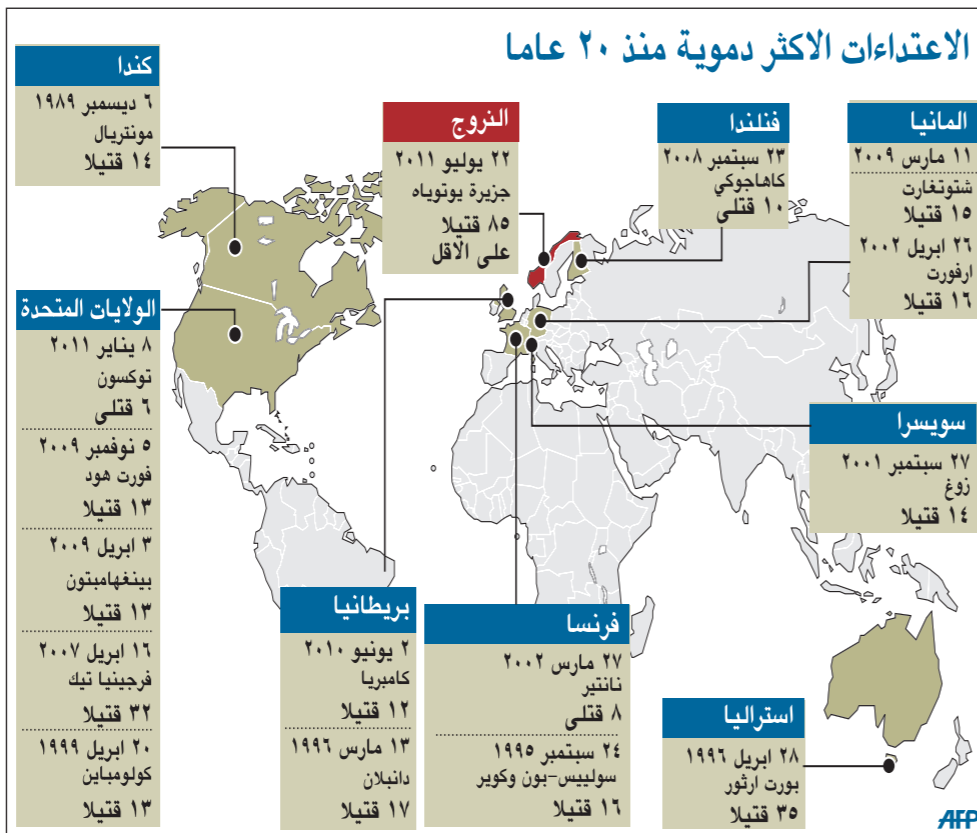 الاعتداءات الاكثر دموية منذ ٢٠ عاما
المانيا
١١ مارس ٢٠٠٩
شتوتغارت
١٥ قتيلا
٢٦ ابريل ٢٠٠٢
ارفورت
١٦ قتيلا
فنلندا
٢٣ سبتمبر ٢٠٠٨
كاهاجوكي
١٠ قتلى
النروج
٢٢ يوليو ٢٠١١
جزيرة يوتوياه
٨٥ قتيلا
على الاقل
كندا
٦ ديسمبر ١٩٨٩
مونتريال
١٤ قتيلا
الولايات المتحدة
٨ يناير ٢٠١١
توكسون
٦ قتلى
٥ نوفمبر ٢٠٠٩
فورت هود
١٣ قتيلا
٣ ابريل ٢٠٠٩
بينغهامبتون
١٣ قتيلا
١٦ ابريل ٢٠٠٧
فرجينيا تيك
٣٢ قتيلا
٢٠ ابريل ١٩٩٩
كولومباين
١٣ قتيلا
سويسرا
٢٧ سبتمبر ٢٠٠١
زوغ
١٤ قتيلا
بريطانيا
٢ يونيو ٢٠١٠
كامبريا
١٢ قتيلا
١٣ مارس ١٩٩٦
دانبلان
١٧ قتيلا
فرنسا
٢٧ مارس ٢٠٠٢
نانتير
٨ قتلى
٢٤ سبتمبر ١٩٩٥
سولييس-بون وكوير
١٦ قتيلا
استراليا
٢٨ ابريل ١٩٩٦
بورت ارثور
٣٥ قتيلا
AFP